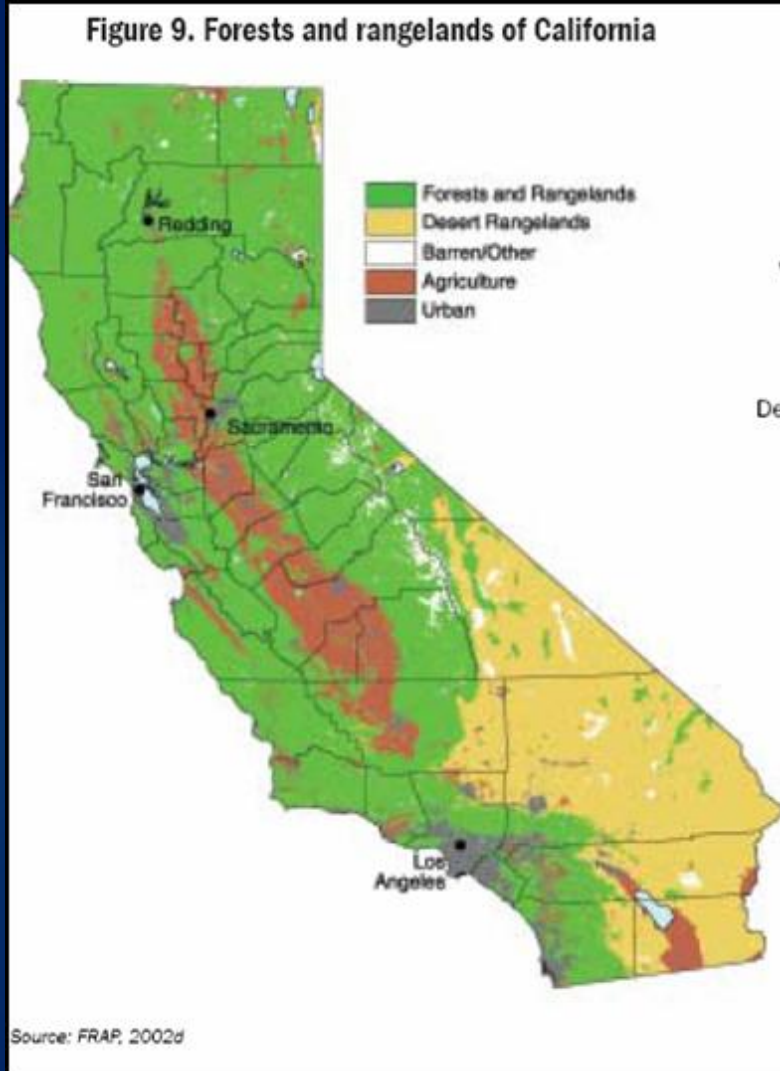 Figure 9. Forests and rangelands of California
Forests and Rangelands
Desert Rangelands
Barren/Other
Agriculture
Urban
Redding
Sacramento
San
Francisco
Los
Angeles
De
Source: FRAP, 2002d